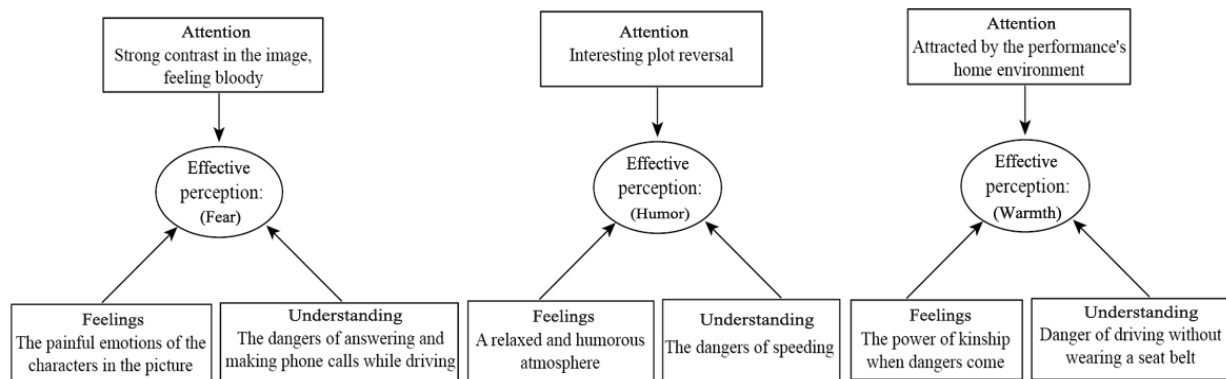 Attention
Strong contrast in the image,
feeling bloody
Effective
perception:
(Fear)
Feelings
The painful emotions of the
characters in the picture
Understanding
The dangers of answering and
making phone calls while driving
Attention
Interesting plot reversal
Effective
perception:
(Humor)
Feelings
A relaxed and humorous
atmosphere
Understanding
The dangers of speeding
Attention
Attracted by the performance's
home environment
Effective
perception:
(Warmth)
Feelings
The power of kinship
when dangers come
Understanding
Danger of driving without
wearing a seat belt